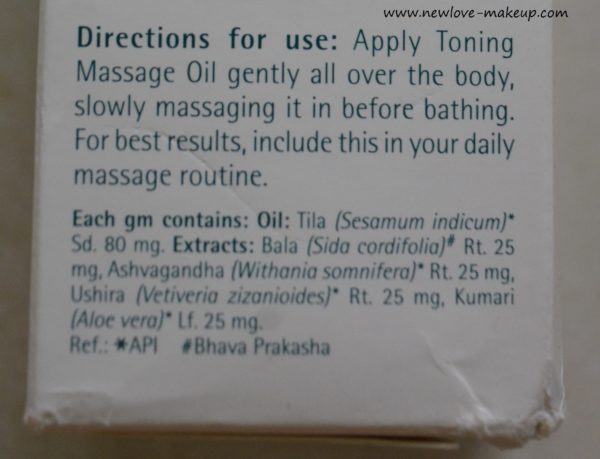 www.newlove-makeup.com
Directions for use: Apply Toning
Massage Oil gently all over the body,
slowly massaging it in before bathing.
For best results, include this in your daily
massage routine.
Each gm contains: Oil: Tila (Sesamum indicum)*
Sd. 80 mg. Extracts: Bala (Sida cordifolia)# Rt. 25
mg, Ashvagandha (Withania somnifera)* Rt. 25 mg,
Ushira (Vetiveria zizanioides)* Rt. 25 mg, Kumari
(Aloe vera)* Lf. 25 mg.
Ref.: *API #Bhava Prakasha